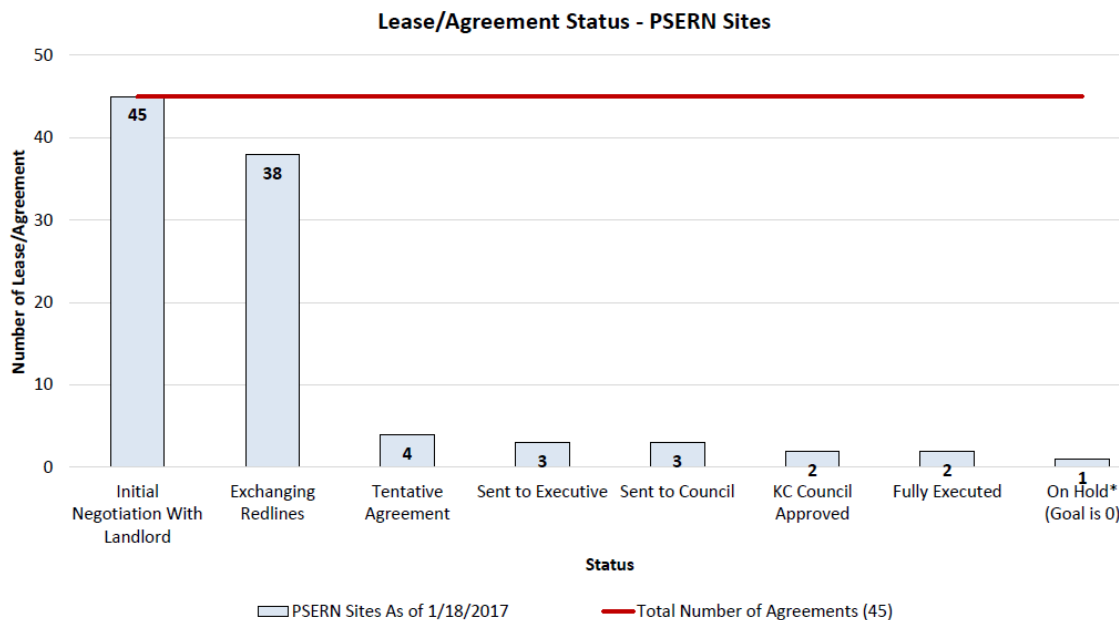 Lease/Agreement Status - PSERN Sites
50
40
30
20
10
0
Number of Lease/Agreement
45
38
4
3
3
2
2
1
Initial
Negotiation With
Landlord
Exchanging
Redlines
Tentative
Agreement
Sent to Executive
Sent to Council
KC Council
Approved
Fully Executed
On Hold*
(Goal is 0)
Status
PSERN Sites As of 1/18/2017
Total Number of Agreements (45)